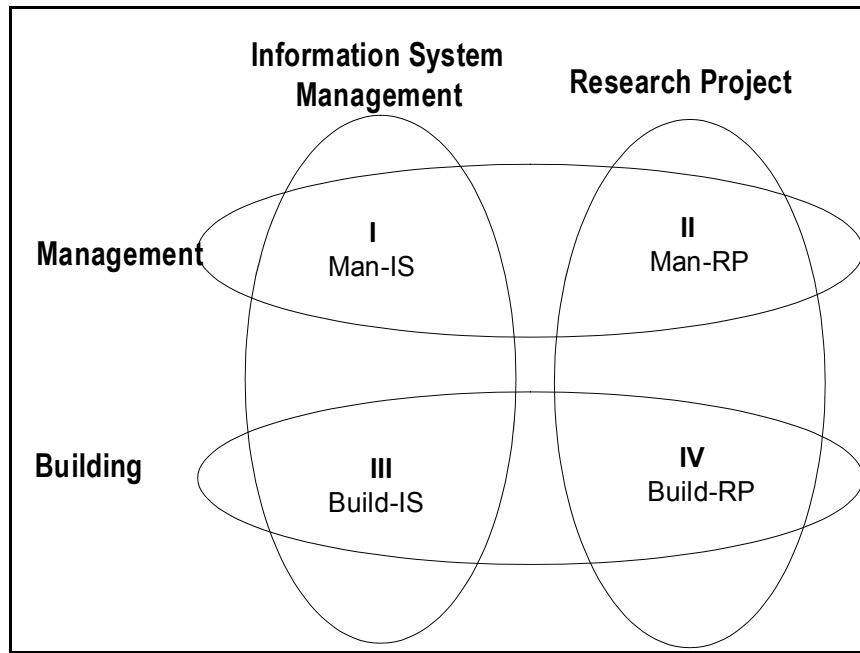 Information System
Management
Research Project
Management
I
Man-IS
II
Man-RP
Building
III
Build-IS
IV
Build-RP